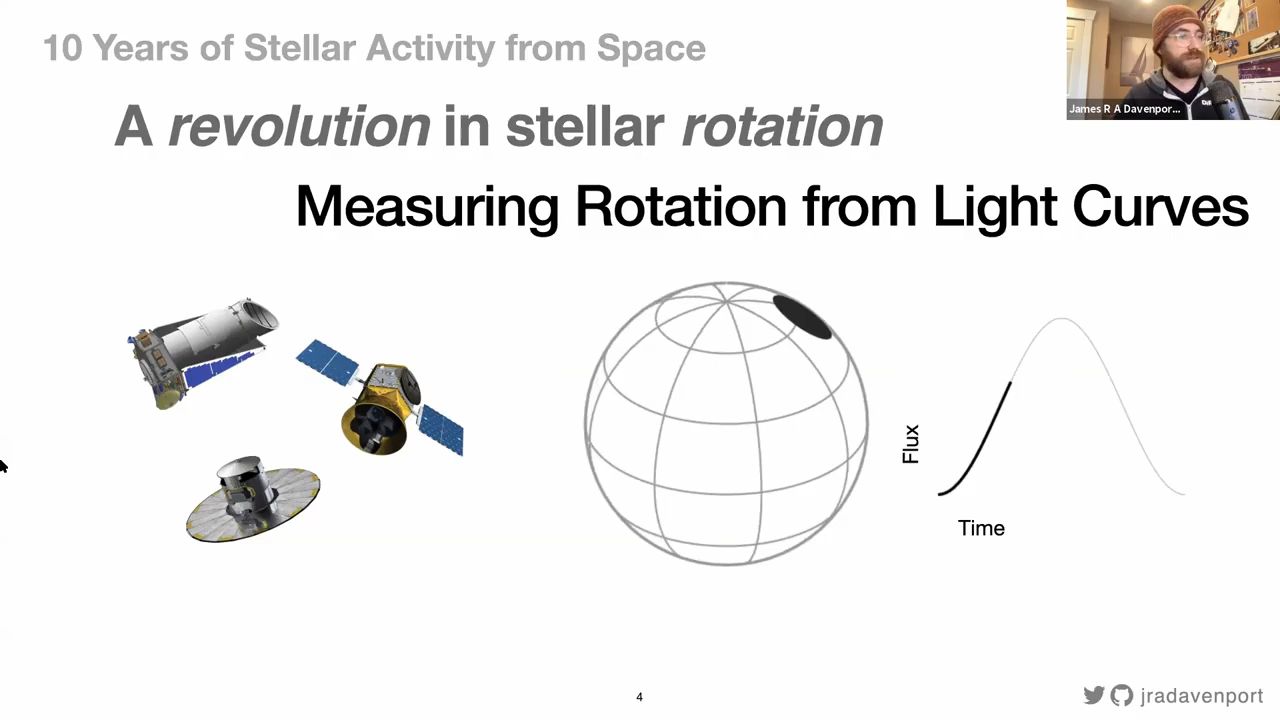 10 Years of Stellar Activity from Space
James R A Davenpor...
A revolution in stellar rotation
Measuring Rotation from Light Curves
Flux
Time
4
jradavenport